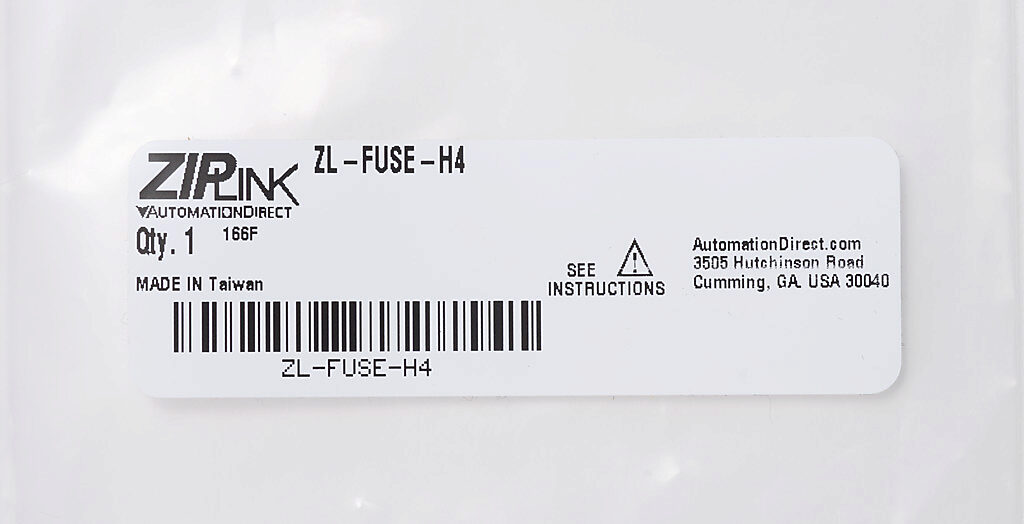 ZIPLINK
AUTOMATIONDIRECT
ZL-FUSE-H4
Qty. 1 166F
MADE IN Taiwan
SEE
INSTRUCTIONS
AutomationDirect.com
3505 Hutchinson Road
Cumming, GA. USA 30040
ZL-FUSE-H4